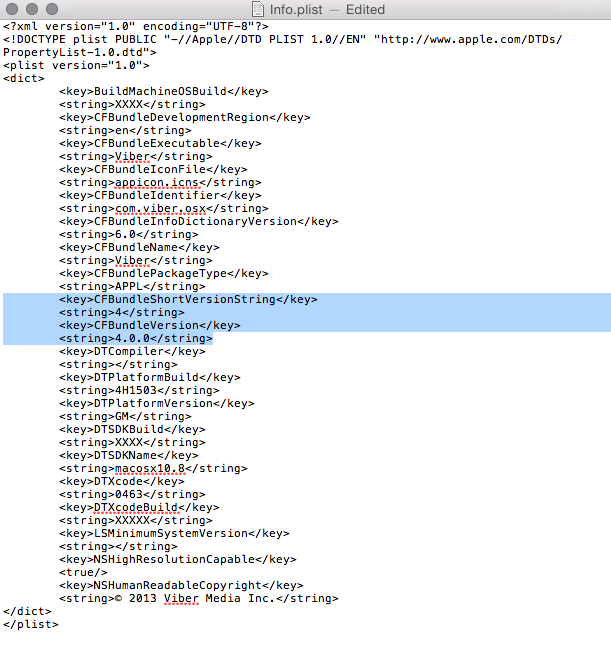 Info.plist — Edited
<?xml version="1.0" encoding="UTF-8"?>
<!DOCTYPE plist PUBLIC "-//Apple//DTD PLIST 1.0//EN" "http://www.apple.com/DTDs/
PropertyList-1.0.dtd">
<plist version="1.0">
<dict>
	<key>BuildMachineOSBuild</key>
	<string>XXXX</string>
	<key>CFBundleDevelopmentRegion</key>
	<string>en</string>
	<key>CFBundleExecutable</key>
	<string>Viber</string>
	<key>CFBundleIconFile</key>
	<string>appicon.icns</string>
	<key>CFBundleIdentifier</key>
	<string>com.viber.osx</string>
	<key>CFBundleInfoDictionaryVersion</key>
	<string>6.0</string>
	<key>CFBundleName</key>
	<string>Viber</string>
	<key>CFBundlePackageType</key>
	<string>APPL</string>
	<key>CFBundleShortVersionString</key>
	<string>4</string>
	<key>CFBundleVersion</key>
	<string>4.0.0</string>
	<key>DTCompiler</key>
	<string></string>
	<key>DTPlatformBuild</key>
	<string>4H1503</string>
	<key>DTPlatformVersion</key>
	<string>GM</string>
	<key>DTSDKBuild</key>
	<string>XXXX</string>
	<key>DTSDKName</key>
	<string>macosx10.8</string>
	<key>DTXcode</key>
	<string>0463</string>
	<key>DTXcodeBuild</key>
	<string>XXXXX</string>
	<key>LSMinimumSystemVersion</key>
	<string></string>
	<key>NSHighResolutionCapable</key>
	<true/>
	<key>NSHumanReadableCopyright</key>
	<string>© 2013 Viber Media Inc.</string>
</dict>
</plist>